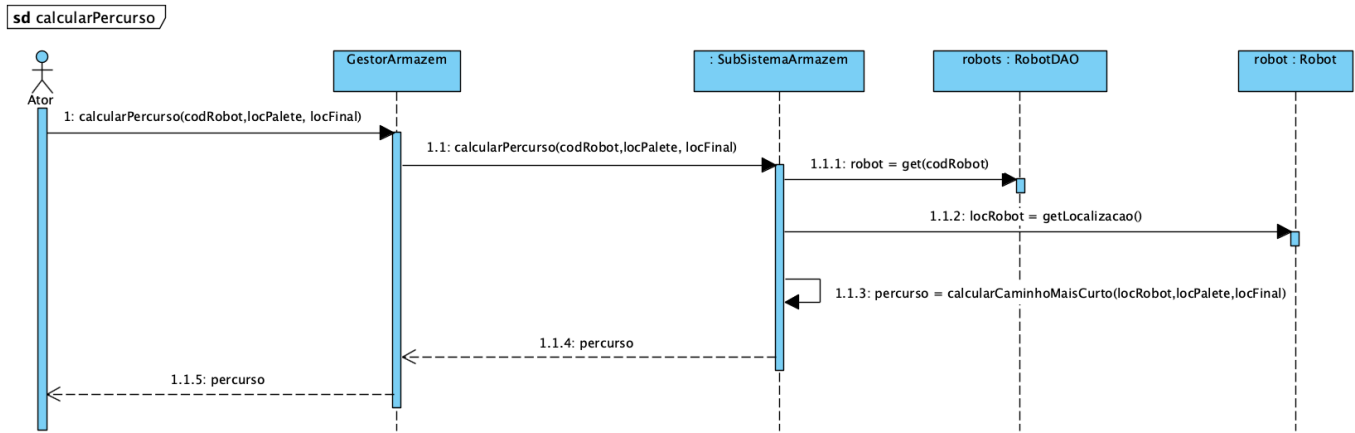 sd calcularPercurso
Ator
GestorArmazem
: SubSistemaArmazem
robots : RobotDAO
robot : Robot
1: calcularPercurso(codRobot,locPalete, locFinal)
1.1: calcularPercurso(codRobot,locPalete, locFinal)
1.1.1: robot = get(codRobot)
1.1.2: locRobot = getLocalizacao()
1.1.3: percurso = calcularCaminhoMaisCurto(locRobot,locPalete,locFinal)
1.1.4: percurso
1.1.5: percurso